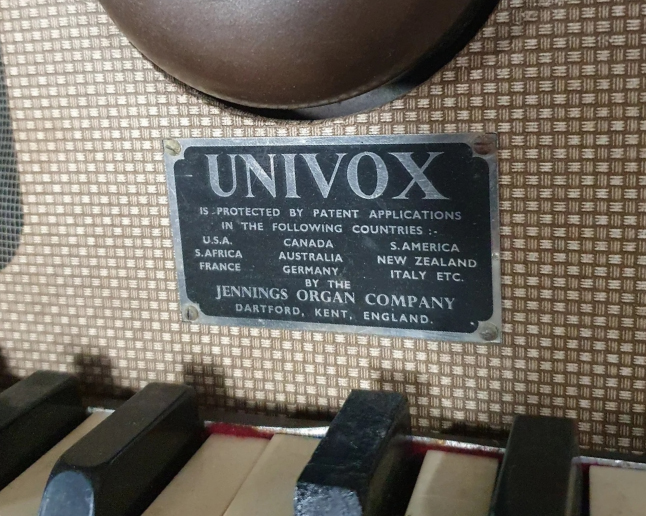 UNIVOX
IS PROTECTED BY PATENT APPLICATIONS
IN THE FOLLOWING COUNTRIES :-
U.S.A. CANADA S.AMERICA
S.AFRICA AUSTRALIA NEW ZEALAND
FRANCE GERMANY ITALY ETC.
BY THE
JENNINGS ORGAN COMPANY
DARTFORD, KENT, ENGLAND.